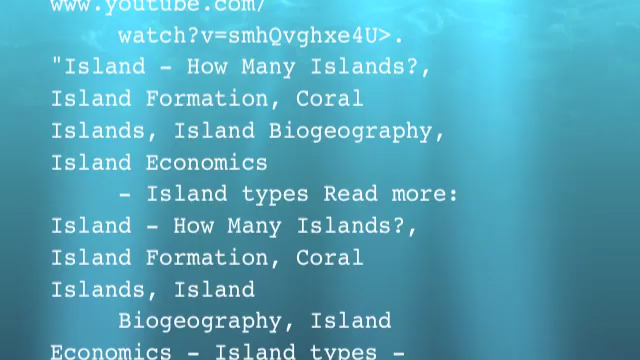 www.youtube.com/
watch?v=smhQvghxe4U>.
"Island - How Many Islands?,
Island Formation, Coral
Islands, Island Biogeography,
Island Economics
- Island types Read more:
Island - How Many Islands?,
Island Formation, Coral
Islands, Island
Biogeography, Island
Economics - Island types -